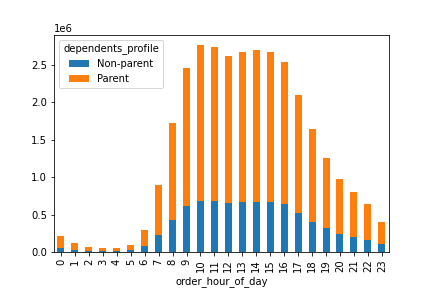 1e6
dependents_profile
Non-parent
Parent
2.5
2.0
1.5
1.0
0.5
0.0
0 1 2 3 4 5 6 7 8 9 10 11 12 13 14 15 16 17 18 19 20 21 22 23
order_hour_of_day